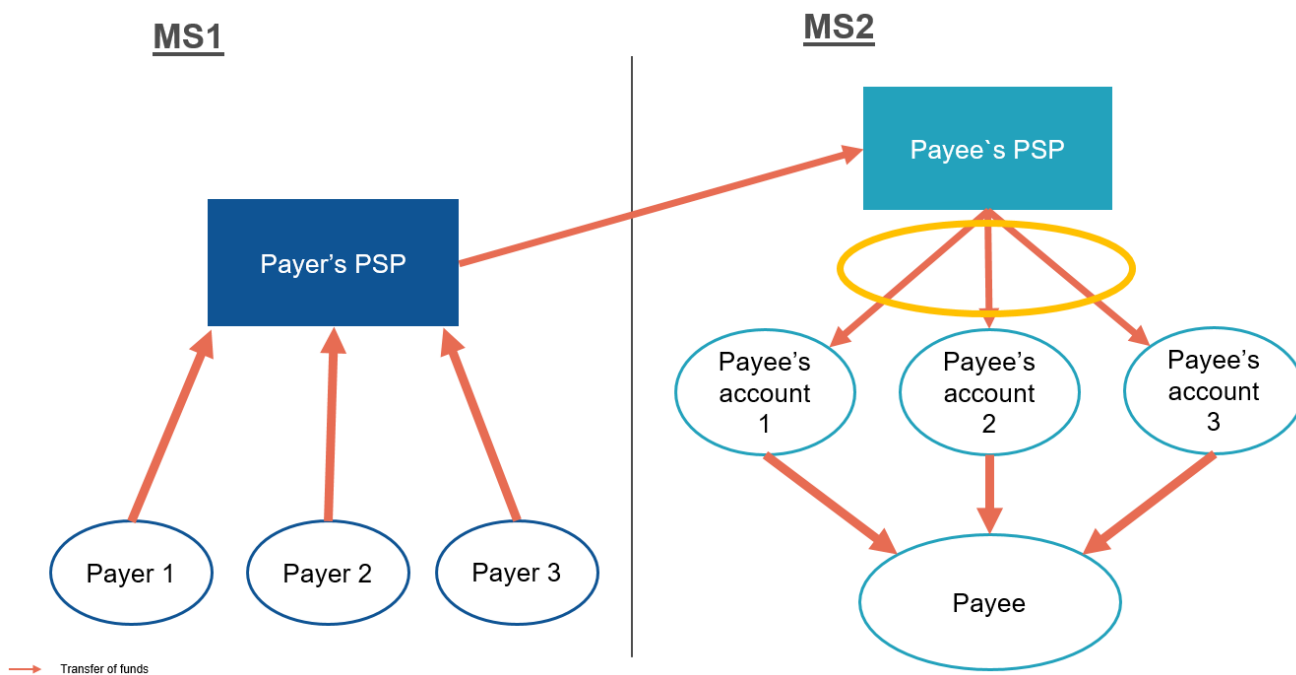 MS1
MS2
Payee`s PSP
Payer’s PSP
Payee’s
account
1
Payee’s
account
2
Payee’s
account
3
Payer 1
Payer 2
Payer 3
Payee
Transfer of funds